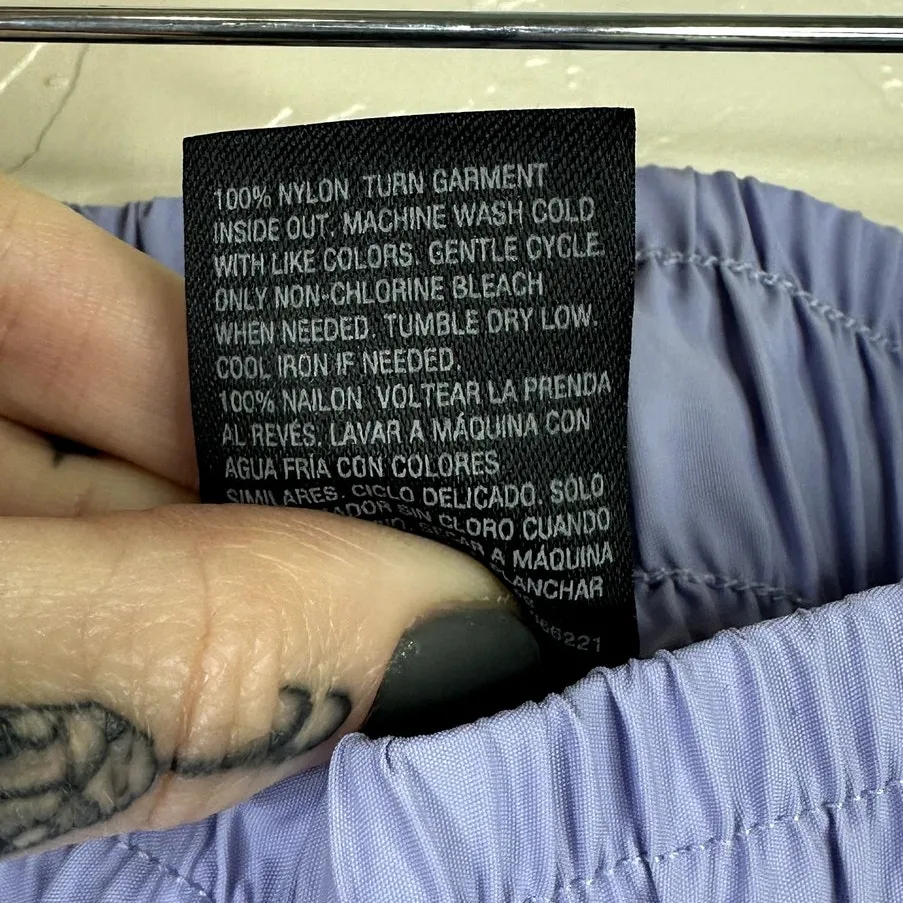 100% NYLON TURN GARMENT
INSIDE OUT. MACHINE WASH COLD
WITH LIKE COLORS. GENTLE CYCLE.
ONLY NON-CHLORINE BLEACH
WHEN NEEDED. TUMBLE DRY LOW.
COOL IRON IF NEEDED.
100% NAILON VOLTEAR LA PRENDA
AL REVÉS. LAVAR A MÁQUINA CON
AGUA FRÍA CON COLORES
SIMILARES. CICLO DELICADO. SOLO
SIN CLORO CUANDO
A MÁQUINA